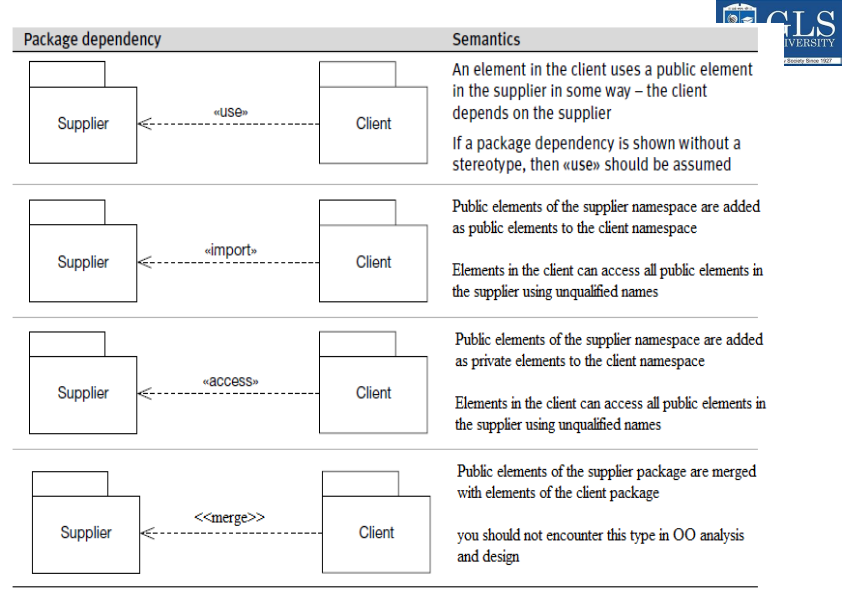 GLS
IVERSITY
y Society Since 1927
Package dependency
Semantics
Supplier
«use»
Client
An element in the client uses a public element
in the supplier in some way – the client
depends on the supplier
If a package dependency is shown without a
stereotype, then «use» should be assumed
Supplier
«import»
Client
Public elements of the supplier namespace are added
as public elements to the client namespace
Elements in the client can access all public elements in
the supplier using unqualified names
Supplier
«access»
Client
Public elements of the supplier namespace are added
as private elements to the client namespace
Elements in the client can access all public elements in
the supplier using unqualified names
Supplier
<<merge>>
Client
Public elements of the supplier package are merged
with elements of the client package
you should not encounter this type in OO analysis
and design